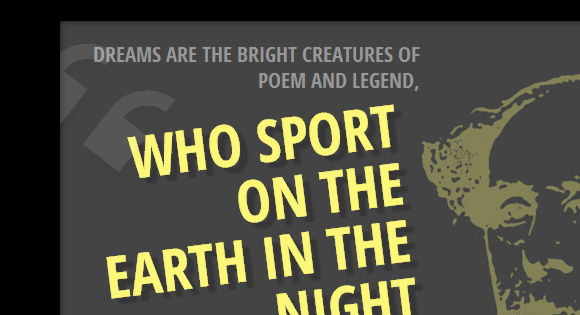 DREAMS ARE THE BRIGHT CREATURES OF
POEM AND LEGEND,
WHO SPORT
ON THE
EARTH IN THE
NIGHT